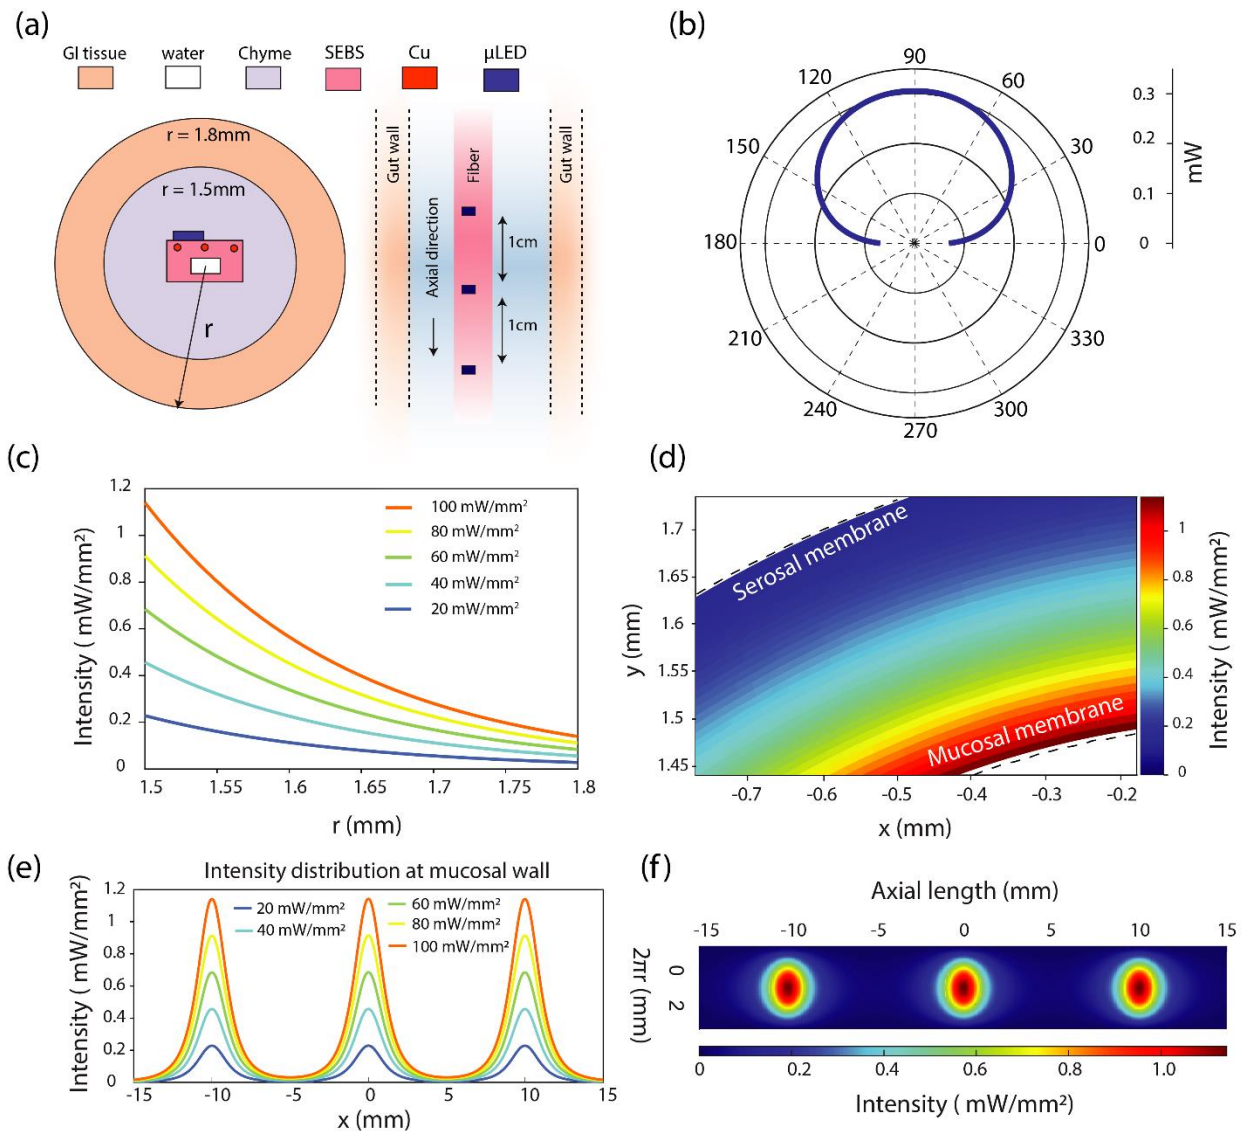 (a)
GI tissue water Chyme SEBS Cu μLED
r = 1.8mm
r = 1.5mm
r
Gut wall
Axial direction
Fiber
1cm
1cm
Gut wall
(b)
90
120 60
150 30
180 0
210 330
240 300
270
0.3
0.2
0.1
0
mW
(c)
1.2
1
0.8
0.6
0.4
0.2
0
Intensity ( mW/mm²)
100 mW/mm²
80 mW/mm²
60 mW/mm²
40 mW/mm²
20 mW/mm²
1.5 1.55 1.6 1.65 1.7 1.75 1.8
r (mm)
(d)
1.7
1.65
1.6
1.55
1.5
1.45
y (mm)
Serosal membrane
Mucosal membrane
-0.7 -0.6 -0.5 -0.4 -0.3 -0.2
x (mm)
1
0.8
0.6
0.4
0.2
0
Intensity ( mW/mm²)
(e)
Intensity distribution at mucosal wall
1.2
1
0.8
0.6
0.4
0.2
0
Intensity ( mW/mm²)
20 mW/mm²
40 mW/mm²
60 mW/mm²
80 mW/mm²
100 mW/mm²
-15 -10 -5 0 5 10 15
x (mm)
(f)
Axial length (mm)
-15 -10 -5 0 5 10 15
2πr (mm)
0
2
0 0.2 0.4 0.6 0.8 1.0
Intensity ( mW/mm²)